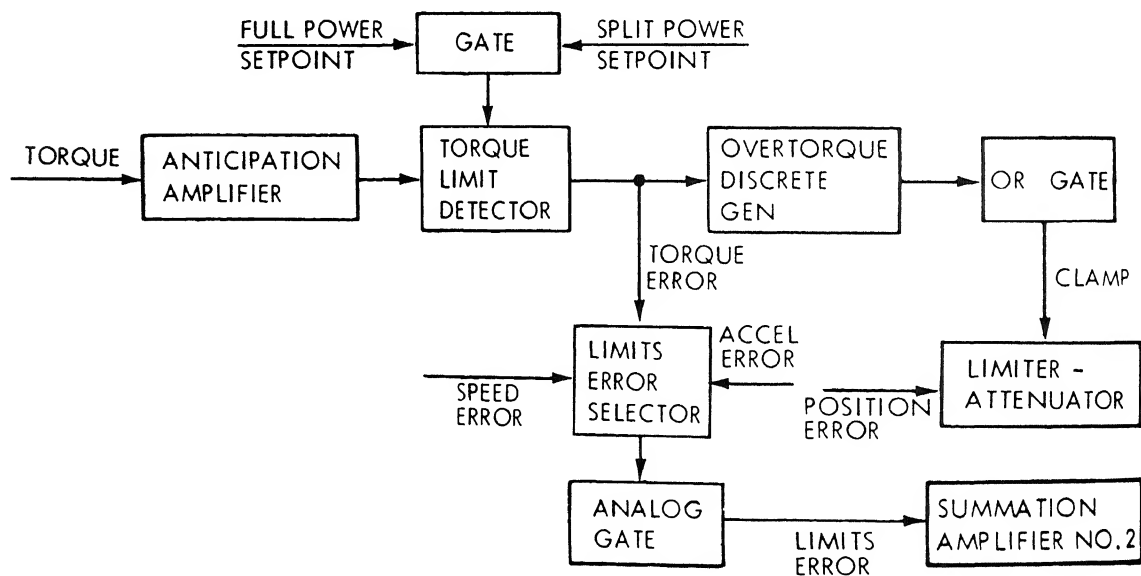 FULL POWER
SETPOINT
GATE
SPLIT POWER
SETPOINT
TORQUE
ANTICIPATION
AMPLIFIER
TORQUE
LIMIT
DETECTOR
OVERTORQUE
DISCRETE
GEN
OR GATE
TORQUE
ERROR
CLAMP
SPEED
ERROR
LIMITS
ERROR
SELECTOR
ACCEL
ERROR
POSITION
ERROR
LIMITER -
ATTENUATOR
ANALOG
GATE
LIMITS
ERROR
SUMMATION
AMPLIFIER NO.2